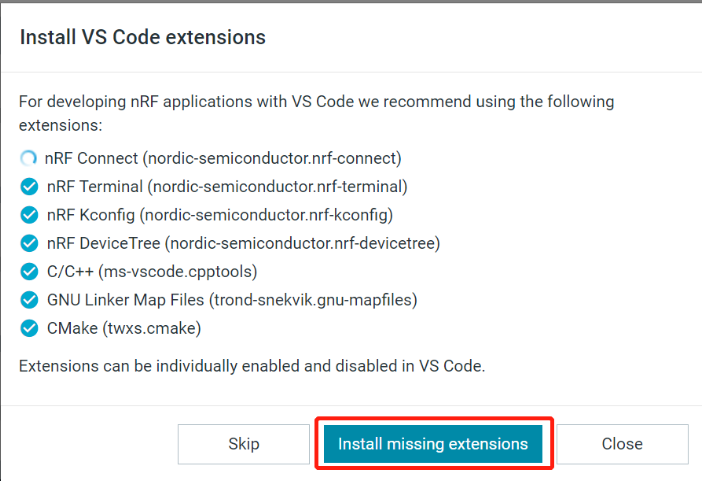 Install VS Code extensions
For developing nRF applications with VS Code we recommend using the following
extensions:
nRF Connect (nordic-semiconductor.nrf-connect)
nRF Terminal (nordic-semiconductor.nrf-terminal)
nRF Kconfig (nordic-semiconductor.nrf-kconfig)
nRF DeviceTree (nordic-semiconductor.nrf-devicetree)
C/C++ (ms-vscode.cpptools)
GNU Linker Map Files (trond-snekvik.gnu-mapfiles)
CMake (twxs.cmake)
Extensions can be individually enabled and disabled in VS Code.
Skip Install missing extensions Close